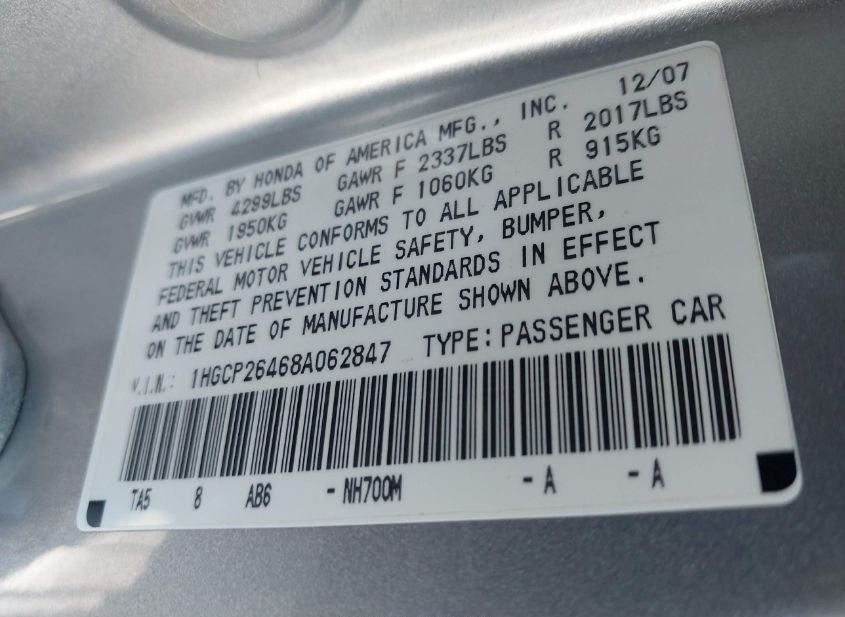 MFD. BY HONDA OF AMERICA MFG., INC. 12/07
GVWR 4299LBS GAWR F 2337LBS R 2017LBS
GVWR 1950KG GAWR F 1060KG R 915KG
THIS VEHICLE CONFORMS TO ALL APPLICABLE
FEDERAL MOTOR VEHICLE SAFETY, BUMPER,
AND THEFT PREVENTION STANDARDS IN EFFECT
ON THE DATE OF MANUFACTURE SHOWN ABOVE.
V.I.N.: 1HGCP26468A062847 TYPE:PASSENGER CAR
TA5 8 AB6 -NH700M -A -A